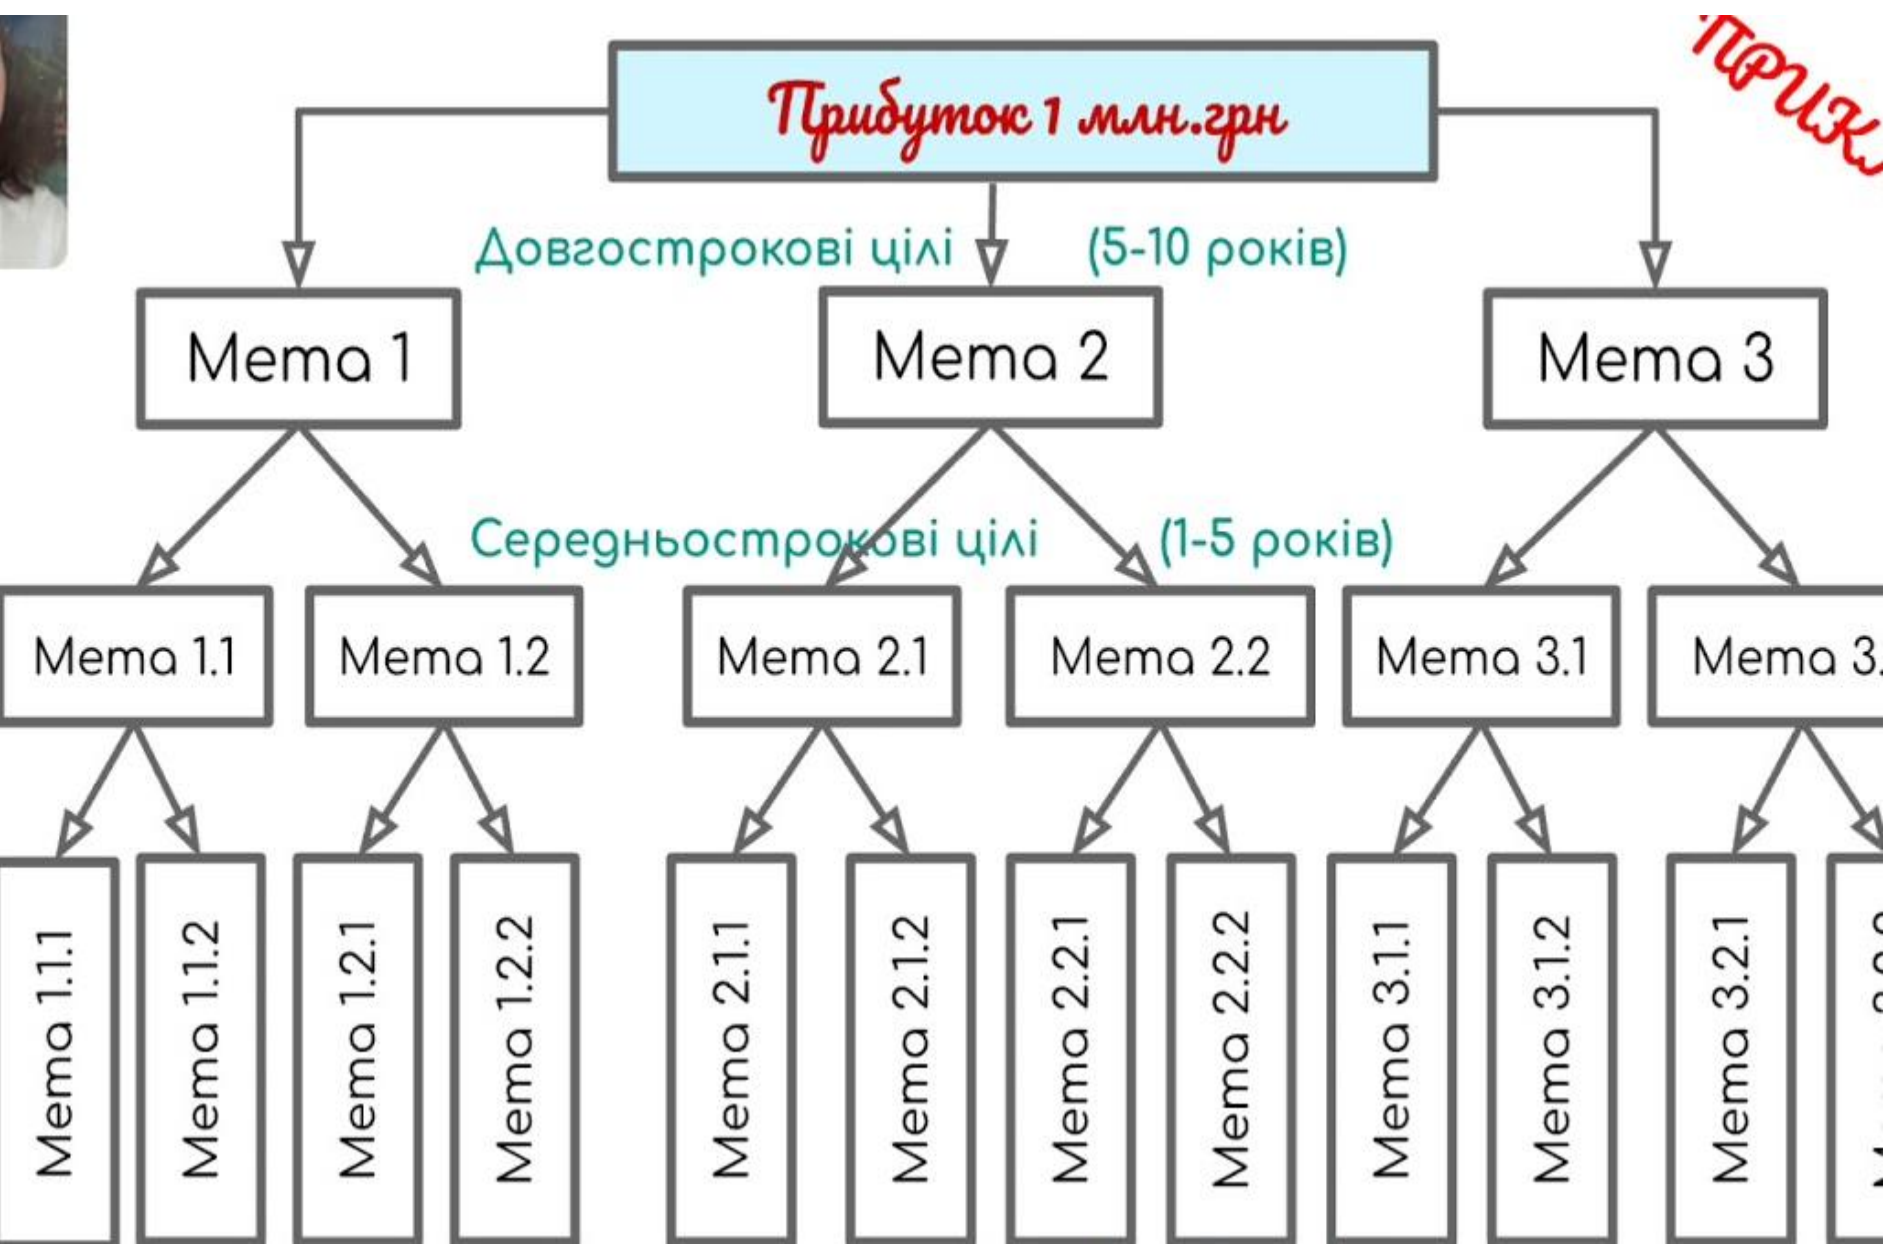 Прибуток 1 млн.грн
Довгострокові цілі (5-10 років)
Мета 1
Мета 2
Мета 3
Середньострокові цілі (1-5 років)
Мета 1.1
Мета 1.2
Мета 2.1
Мета 2.2
Мета 3.1
Мета 3.
Мета 1.1.1
Мета 1.1.2
Мета 1.2.1
Мета 1.2.2
Мета 2.1.1
Мета 2.1.2
Мета 2.2.1
Мета 2.2.2
Мета 3.1.1
Мета 3.1.2
Мета 3.2.1